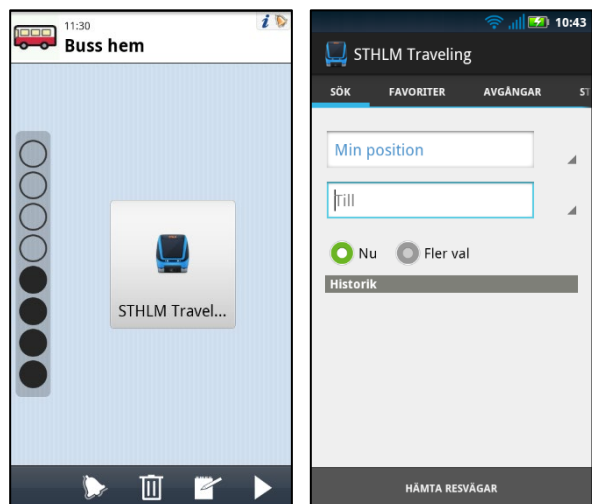 11:30
Buss hem
STHLM Travel...
10:43
STHLM Traveling
SÖK FAVORITER AVGÅNGAR ST
Min position
Till
Nu Fler val
Historik
HÄMTA RESVÄGAR